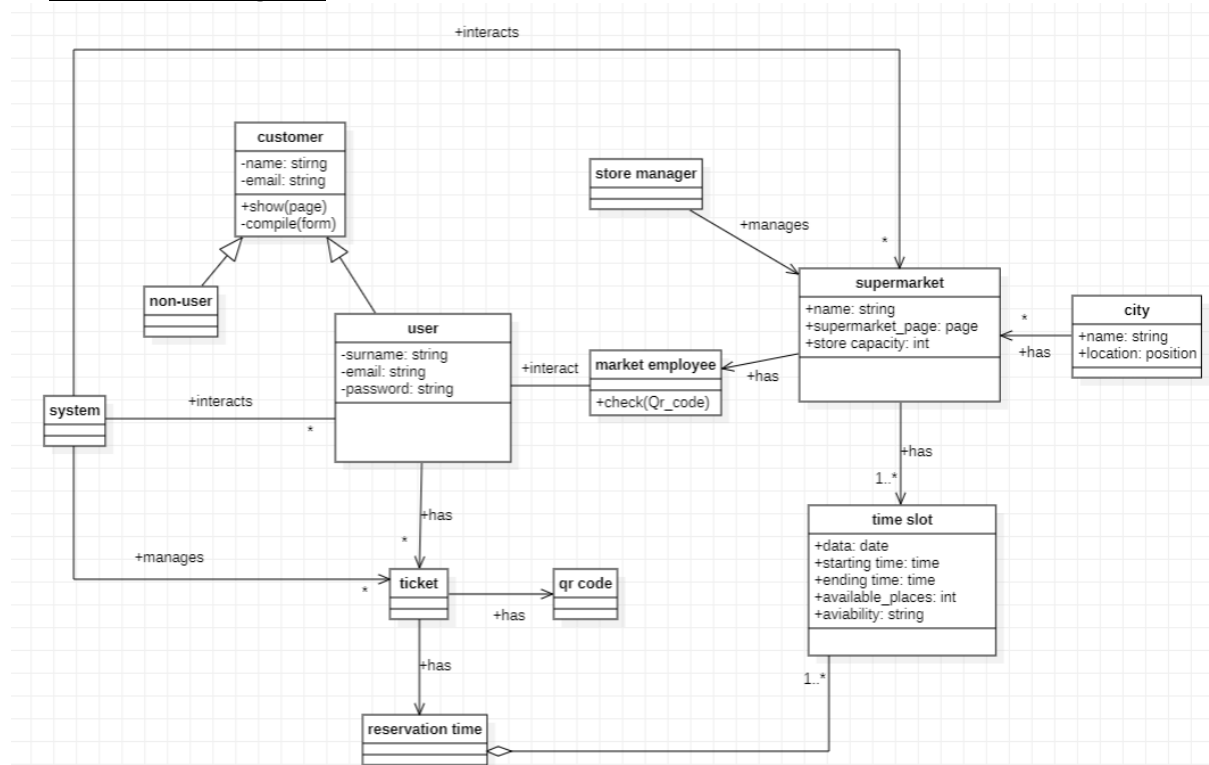 +interacts
customer
-name: stirng
-email: string
+show(page)
-compile(form)
store manager
+manages
*
supermarket
+name: string
+supermarket_page: page
+store capacity: int
*
+has
city
+name: string
+location: position
non-user
user
-surname: string
-email: string
-password: string
+interact
market employee
+check(Qr_code)
+has
system
+interacts
*
+has
1..*
+has
*
time slot
+data: date
+starting time: time
+ending time: time
+available_places: int
+aviability: string
+manages
*
ticket
+has
qr code
+has
1..*
reservation time